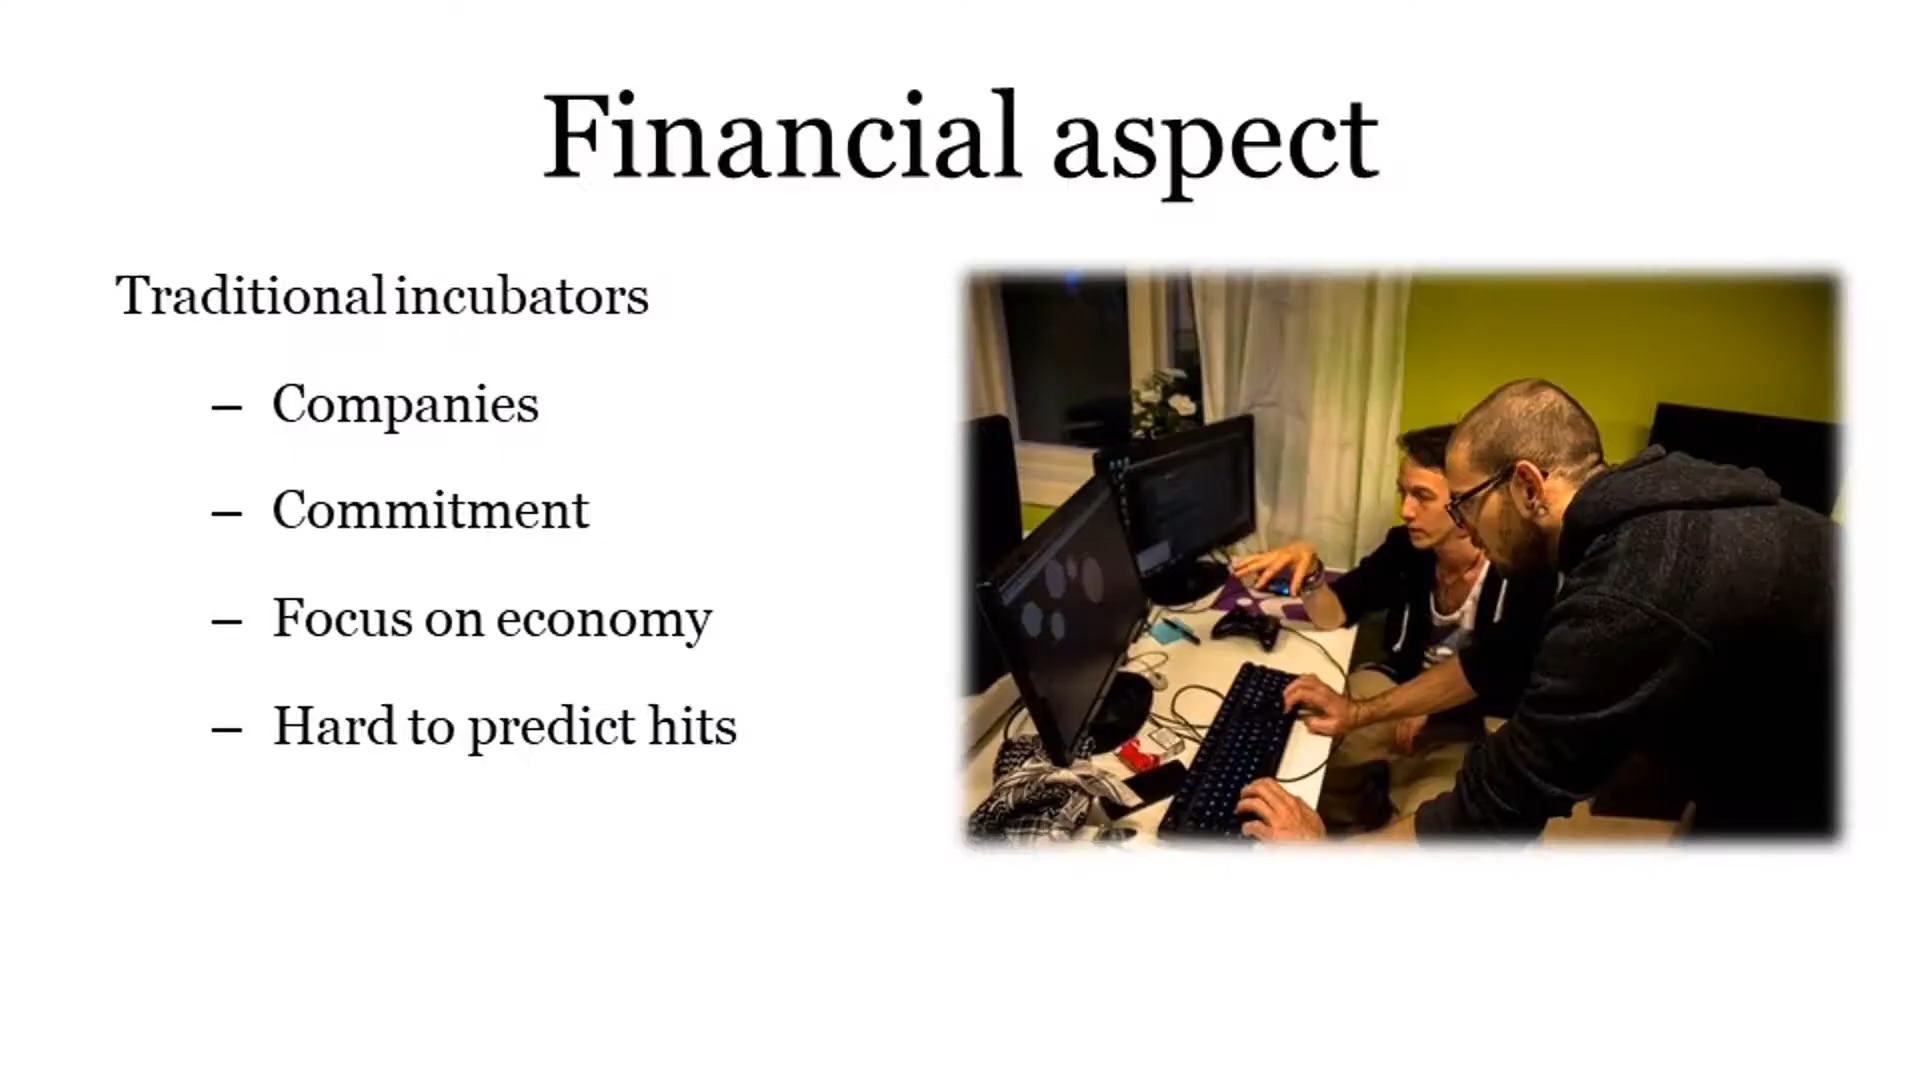 Financial aspect
Traditional incubators
– Companies
– Commitment
– Focus on economy
– Hard to predict hits